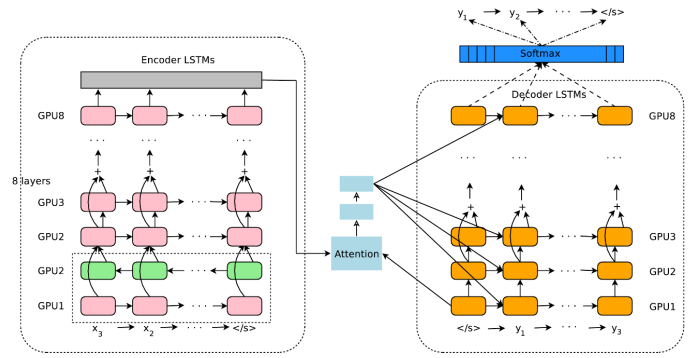 y1 y2 · · · </s>
Softmax
Encoder LSTMs
Decoder LSTMs
GPU8
GPU8
· · ·
· · ·
8 layers
+ + +
+ + +
GPU3
GPU2
GPU2
GPU1
Attention
GPU3
GPU2
GPU1
x3 x2 · · · </s>
</s> y1 · · · y3